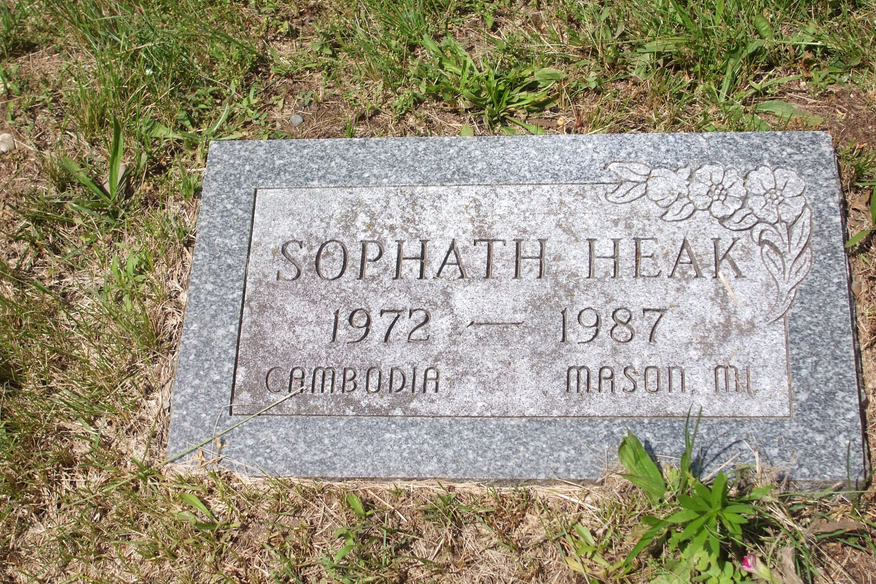 SOPHATH HEAK
1972 — 1987
CAMBODIA MASON, MI.